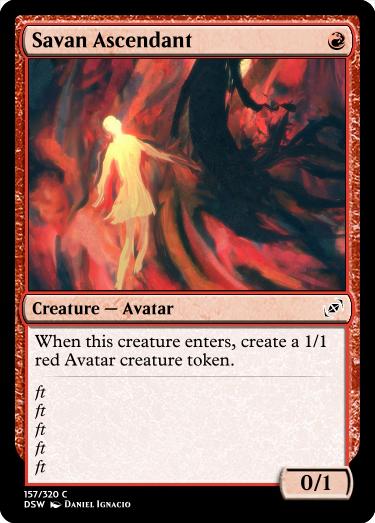 Savan Ascendant
Creature — Avatar
When this creature enters, create a 1/1
red Avatar creature token.
ft
ft
ft
ft
ft
0/1
157/320 C
DSW Daniel Ignacio